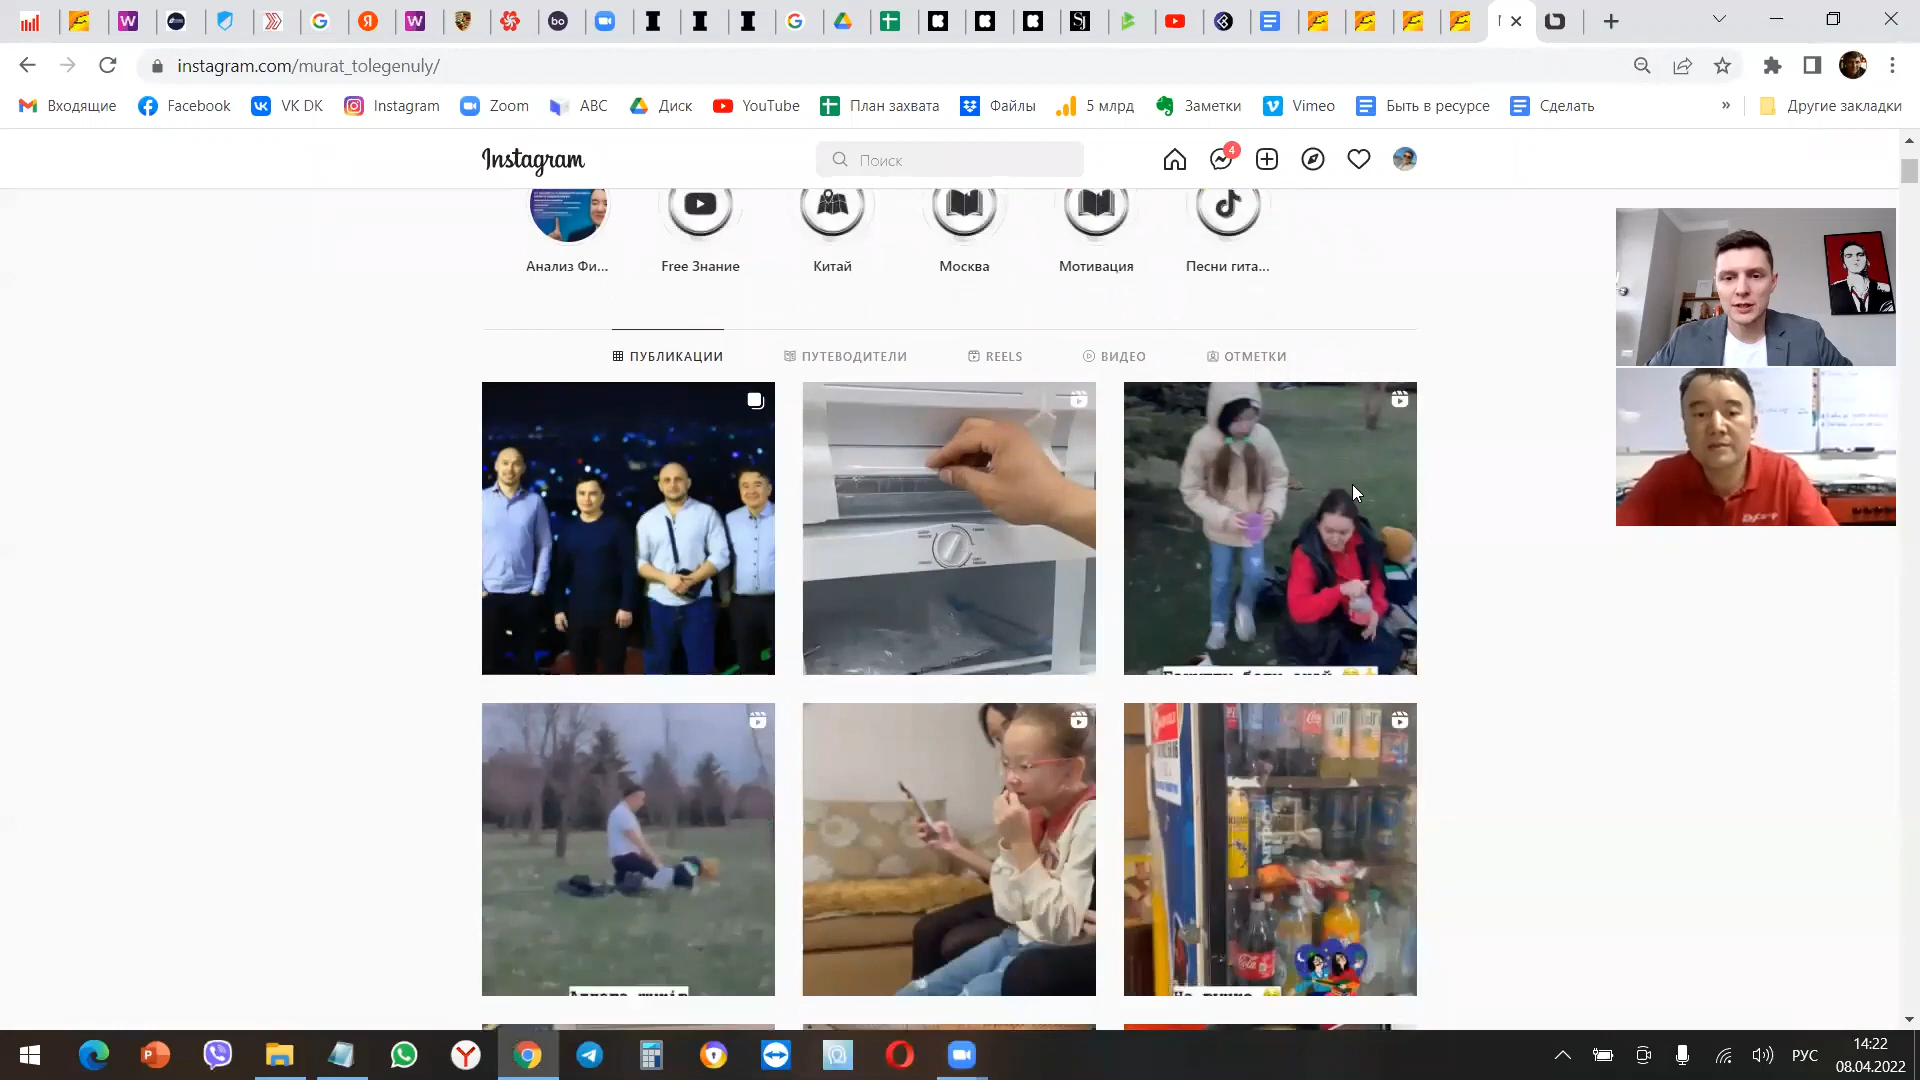 instagram.com/murat_tolegenuly/
Входящие
Facebook
VK DK
Instagram
Zoom
ABC
Диск
YouTube
План захвата
Файлы
5 млрд
Заметки
Vimeo
Быть в ресурсе
Сделать
»
Другие закладки
Instagram
Поиск
4
Анализ Фи...
Free Знание
Китай
Москва
Мотивация
Песни гита...
ПУБЛИКАЦИИ
ПУТЕВОДИТЕЛИ
REELS
ВИДЕО
ОТМЕТКИ
РУС
14:22
08.04.2022